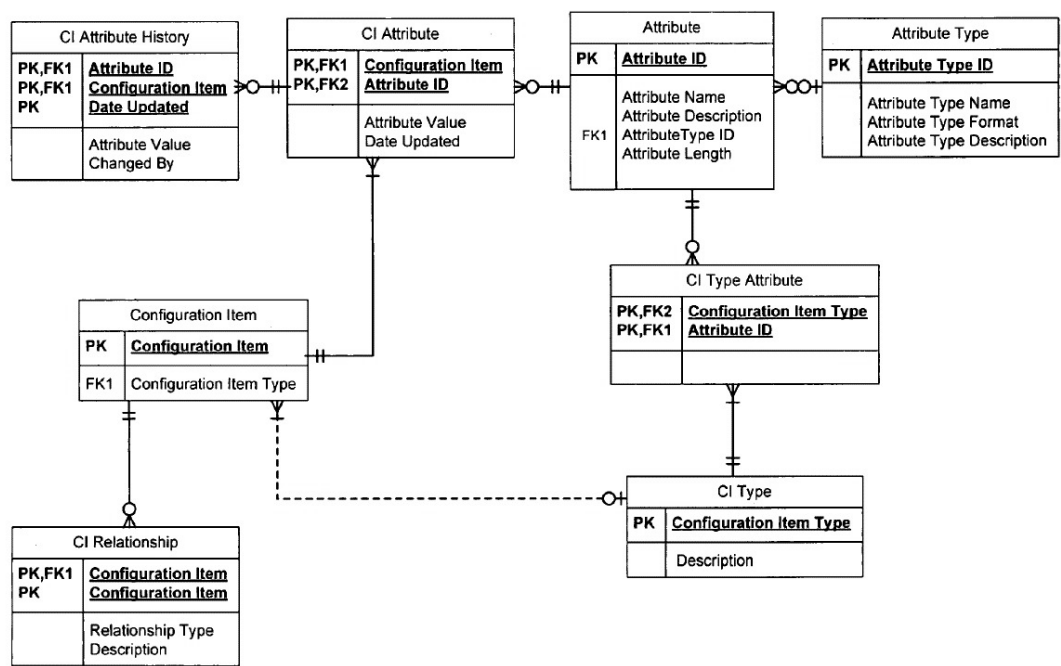 CI Attribute History
PK,FK1 Attribute ID
PK,FK1 Configuration Item
PK Date Updated
Attribute Value
Changed By
CI Attribute
PK,FK1 Configuration Item
PK,FK2 Attribute ID
Attribute Value
Date Updated
Attribute
PK Attribute ID
Attribute Name
Attribute Description
FK1 AttributeType ID
Attribute Length
Attribute Type
PK Attribute Type ID
Attribute Type Name
Attribute Type Format
Attribute Type Description
Configuration Item
PK Configuration Item
FK1 Configuration Item Type
CI Type Attribute
PK,FK2 Configuration Item Type
PK,FK1 Attribute ID
CI Relationship
PK,FK1 Configuration Item
PK Configuration Item
Relationship Type
Description
CI Type
PK Configuration Item Type
Description